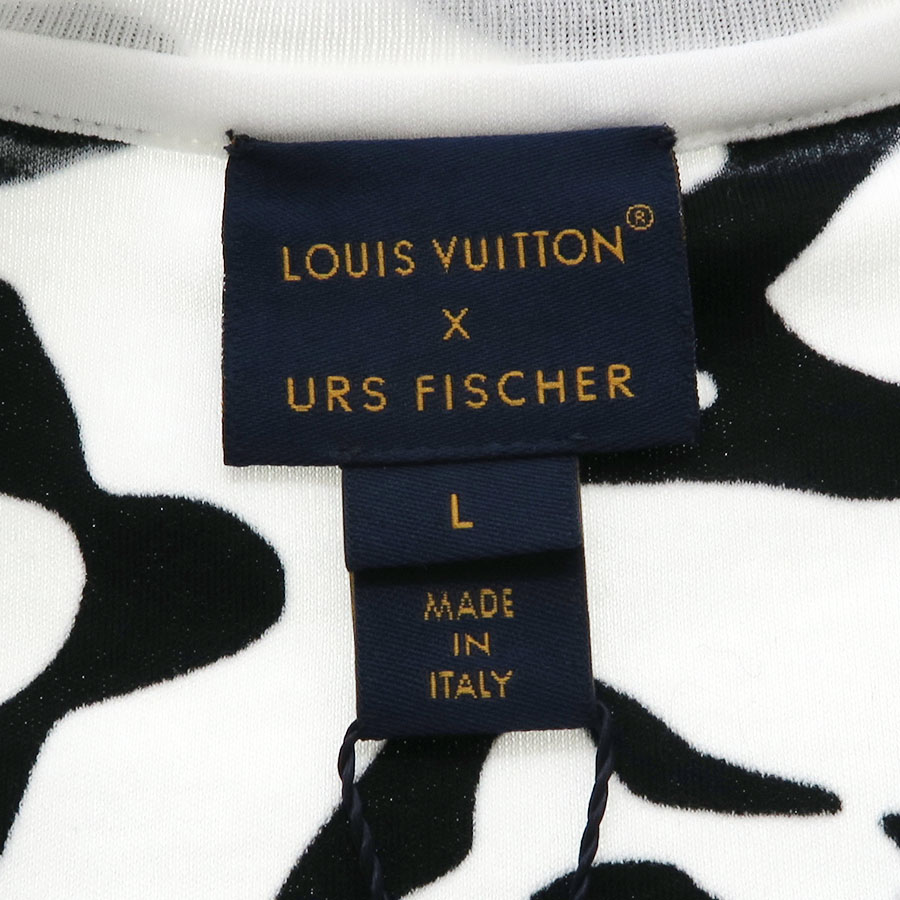 LOUIS VUITTON®
X
URS FISCHER
L
MADE
IN
ITALY